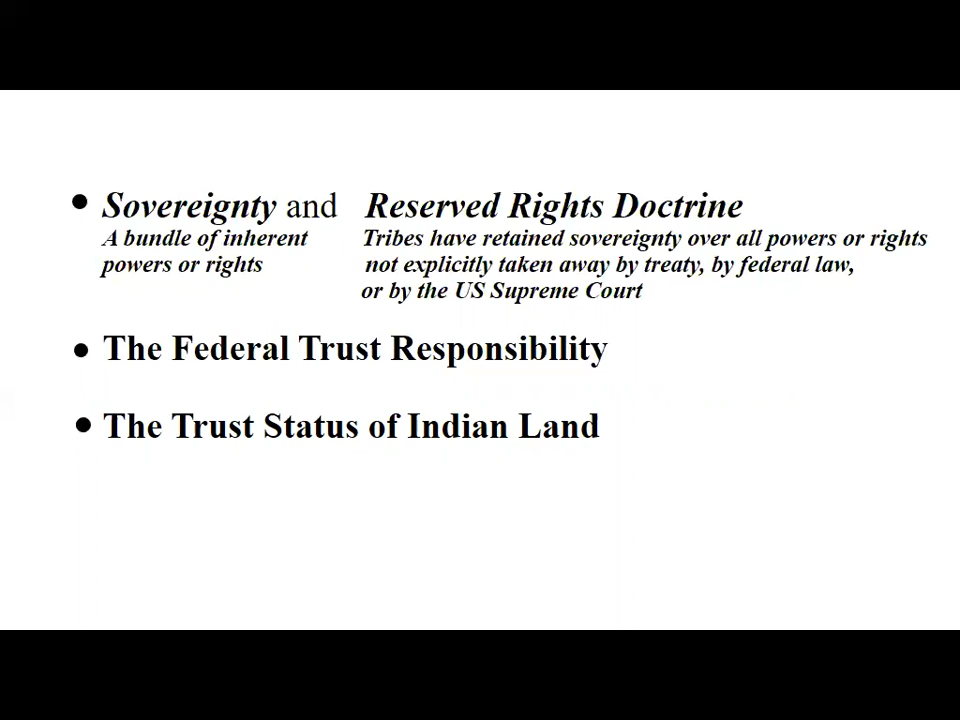 • Sovereignty and Reserved Rights Doctrine
A bundle of inherent Tribes have retained sovereignty over all powers or rights
powers or rights not explicitly taken away by treaty, by federal law,
or by the US Supreme Court
• The Federal Trust Responsibility
• The Trust Status of Indian Land